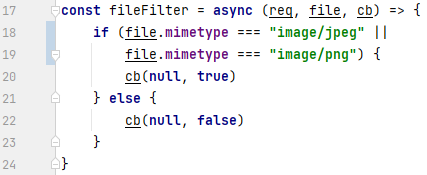 17 const fileFilter = async (req, file, cb) => {
18     if (file.mimetype === "image/jpeg" ||
19         file.mimetype === "image/png") {
20         cb(null, true)
21     } else {
22         cb(null, false)
23     }
24 }